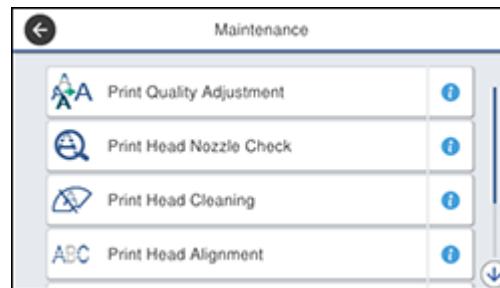 Maintenance
Print Quality Adjustment
Print Head Nozzle Check
Print Head Cleaning
ABC Print Head Alignment